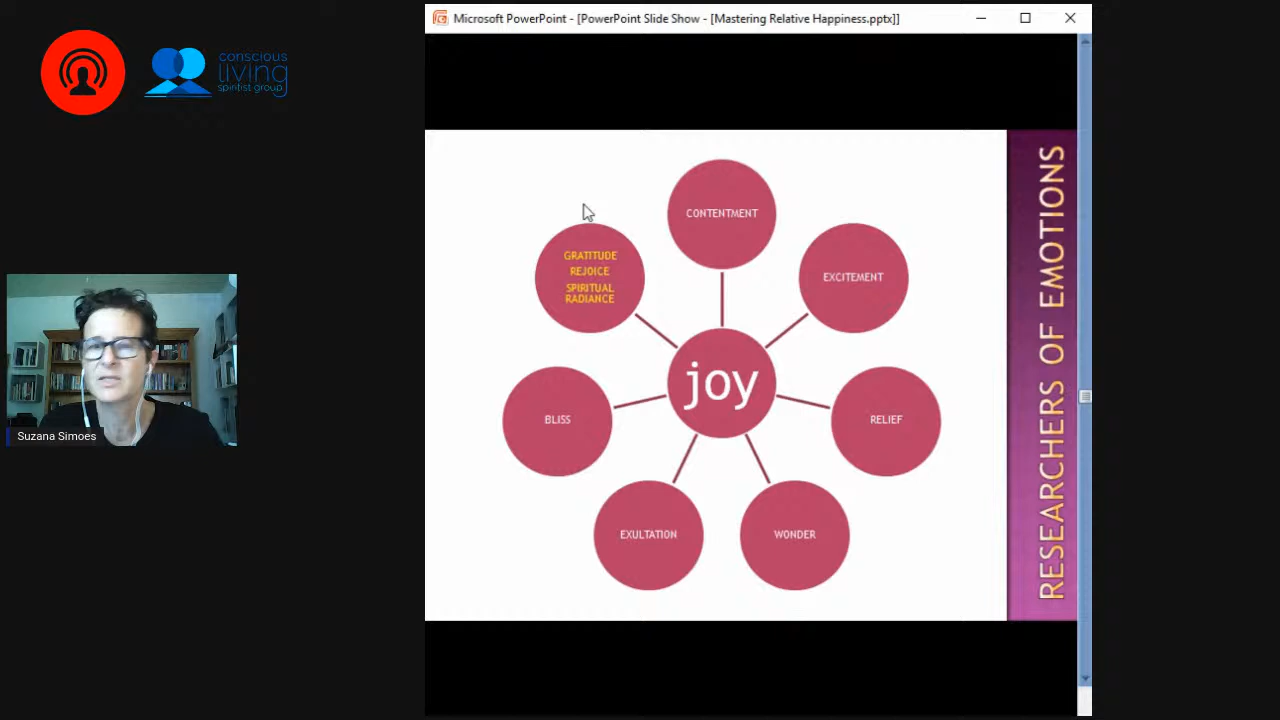 Microsoft PowerPoint - [PowerPoint Slide Show - [Mastering Relative Happiness.pptx]]
conscious
living
spiritist group
CONTENTMENT
GRATITUDE
REJOICE
SPIRITUAL
RADIANCE
EXCITEMENT
joy
BLISS
RELIEF
EXULTATION
WONDER
RESEARCHERS OF EMOTIONS
Suzana Simoes